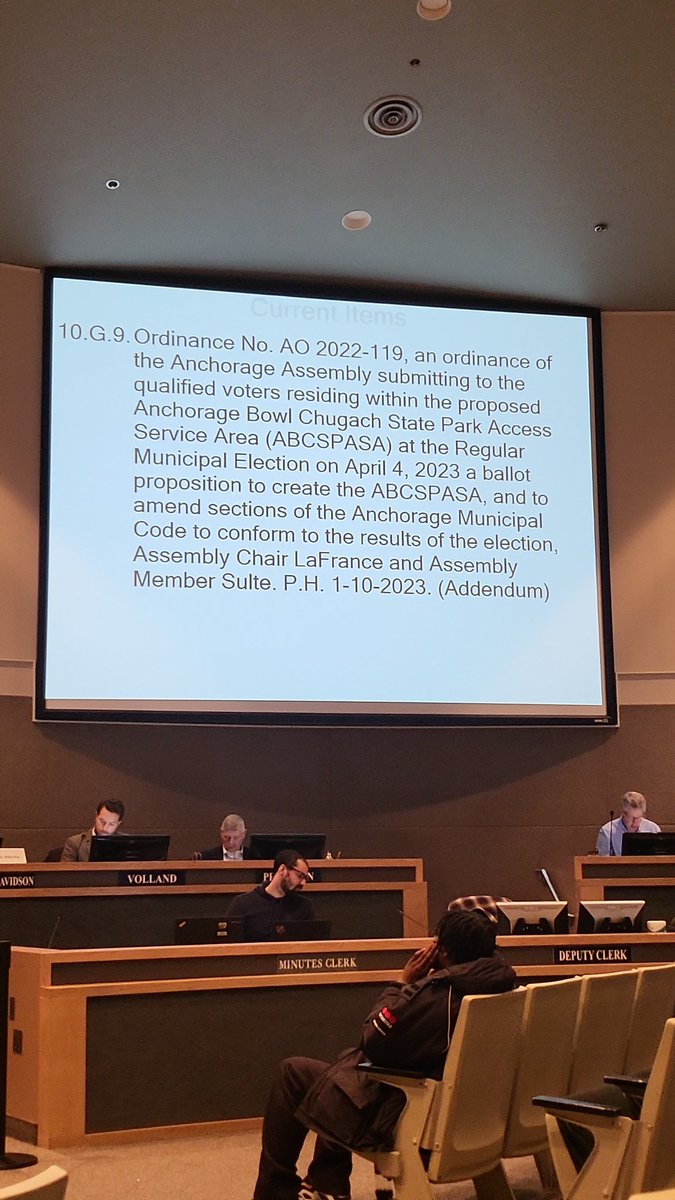 Current Items
10.G.9. Ordinance No. AO 2022-119, an ordinance of
the Anchorage Assembly submitting to the
qualified voters residing within the proposed
Anchorage Bowl Chugach State Park Access
Service Area (ABCSPASA) at the Regular
Municipal Election on April 4, 2023 a ballot
proposition to create the ABCSPASA, and to
amend sections of the Anchorage Municipal
Code to conform to the results of the election,
Assembly Chair LaFrance and Assembly
Member Sulte. P.H. 1-10-2023. (Addendum)
VOLLAND
MINUTES CLERK
DEPUTY CLERK